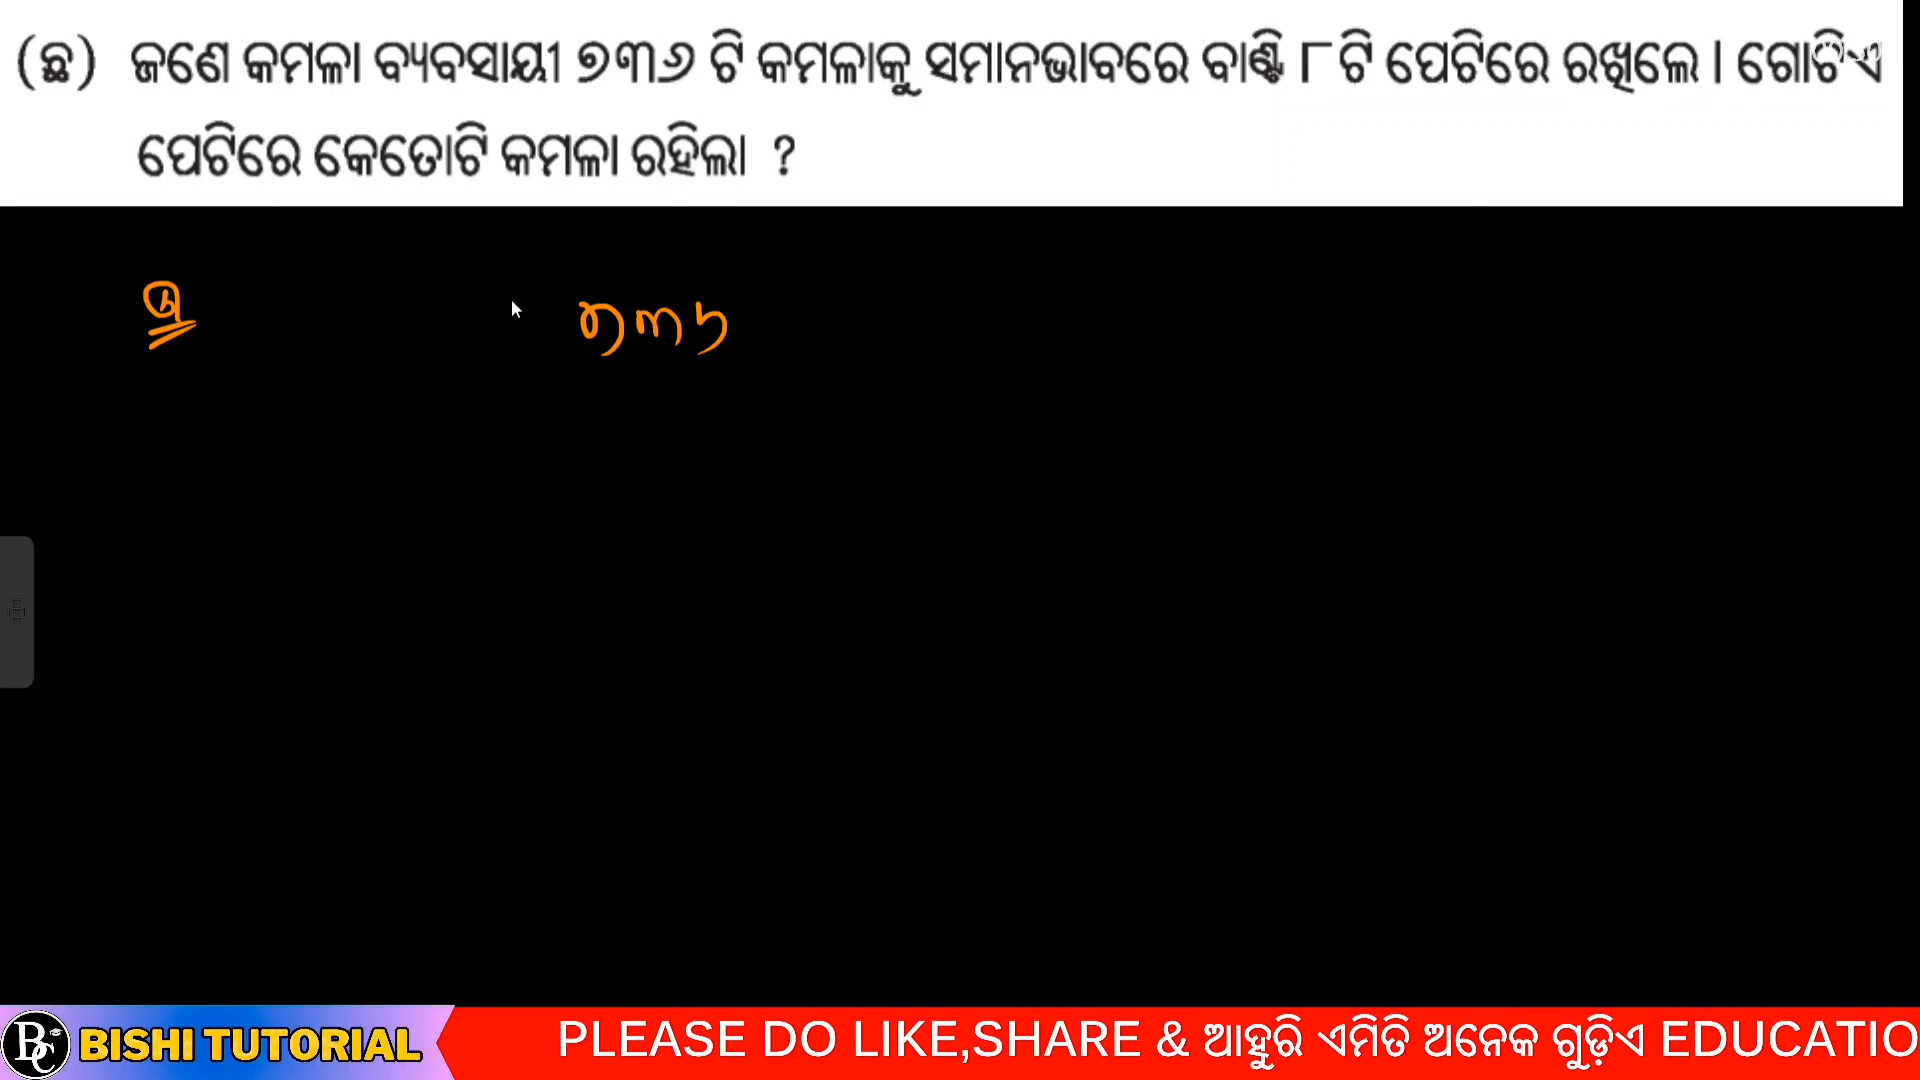 (ଛ) ଜଣେ କମଳା ବ୍ୟବସାୟୀ ୭୩୬ ଟି କମଳାକୁ ସମାନଭାବରେ ବାଣ୍ଟି ୮ଟି ପେଟିରେ ରଖିଲେ । ଗୋଟିଏ
ପେଟିରେ କେତୋଟି କମଳା ରହିଲା ?
ଛ
୭୩୬
BISHI TUTORIAL
PLEASE DO LIKE,SHARE & ଆହୁରି ଏମିତି ଅନେକ ଗୁଡ଼ିଏ EDUCATIO